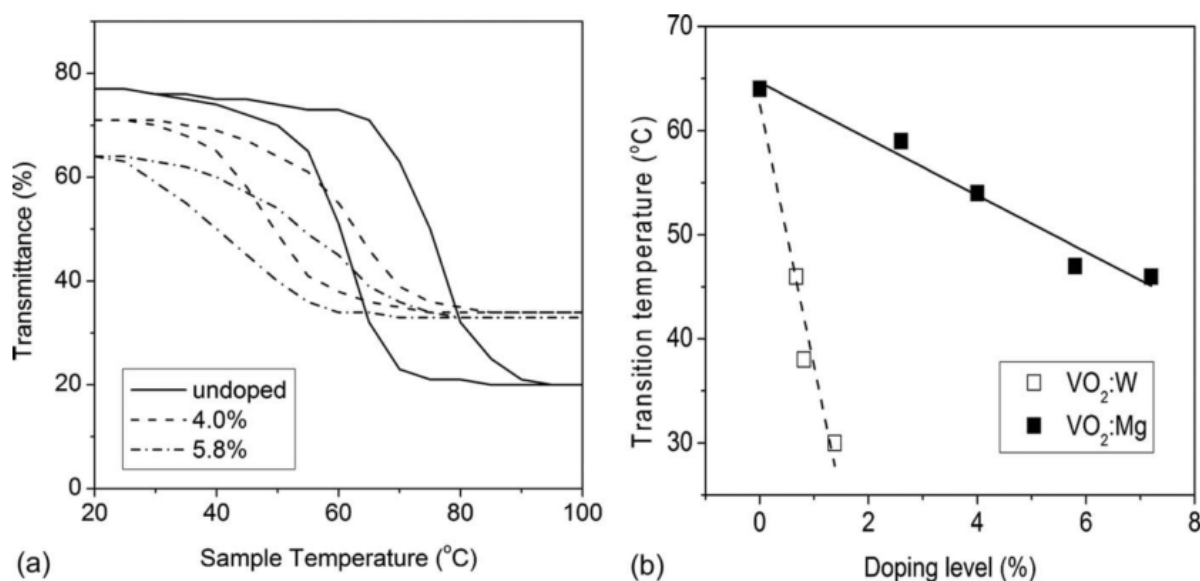 Transmittance (%)
80
60
40
20
0
undoped
4.0%
5.8%
20 40 60 80 100
(a) Sample Temperature (°C)
Transition temperature (°C)
70
60
50
40
30
VO₂:W
VO₂:Mg
0 2 4 6 8
(b) Doping level (%)